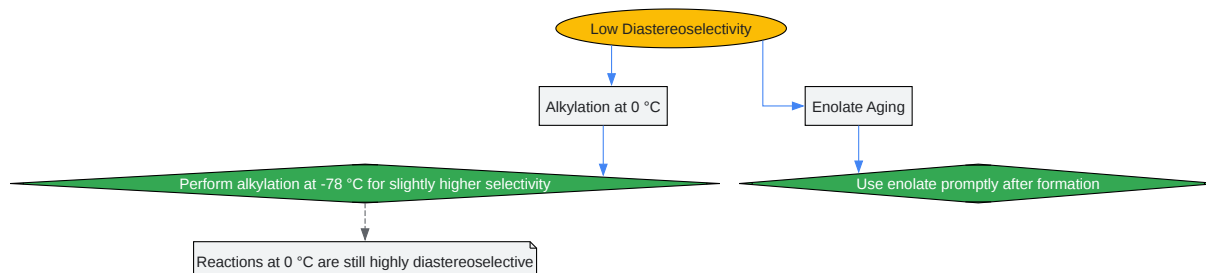 Low Diastereoselectivity
Alkylation at 0 °C
Enolate Aging
Perform alkylation at -78 °C for slightly higher selectivity
Use enolate promptly after formation
Reactions at 0 °C are still highly diastereoselective